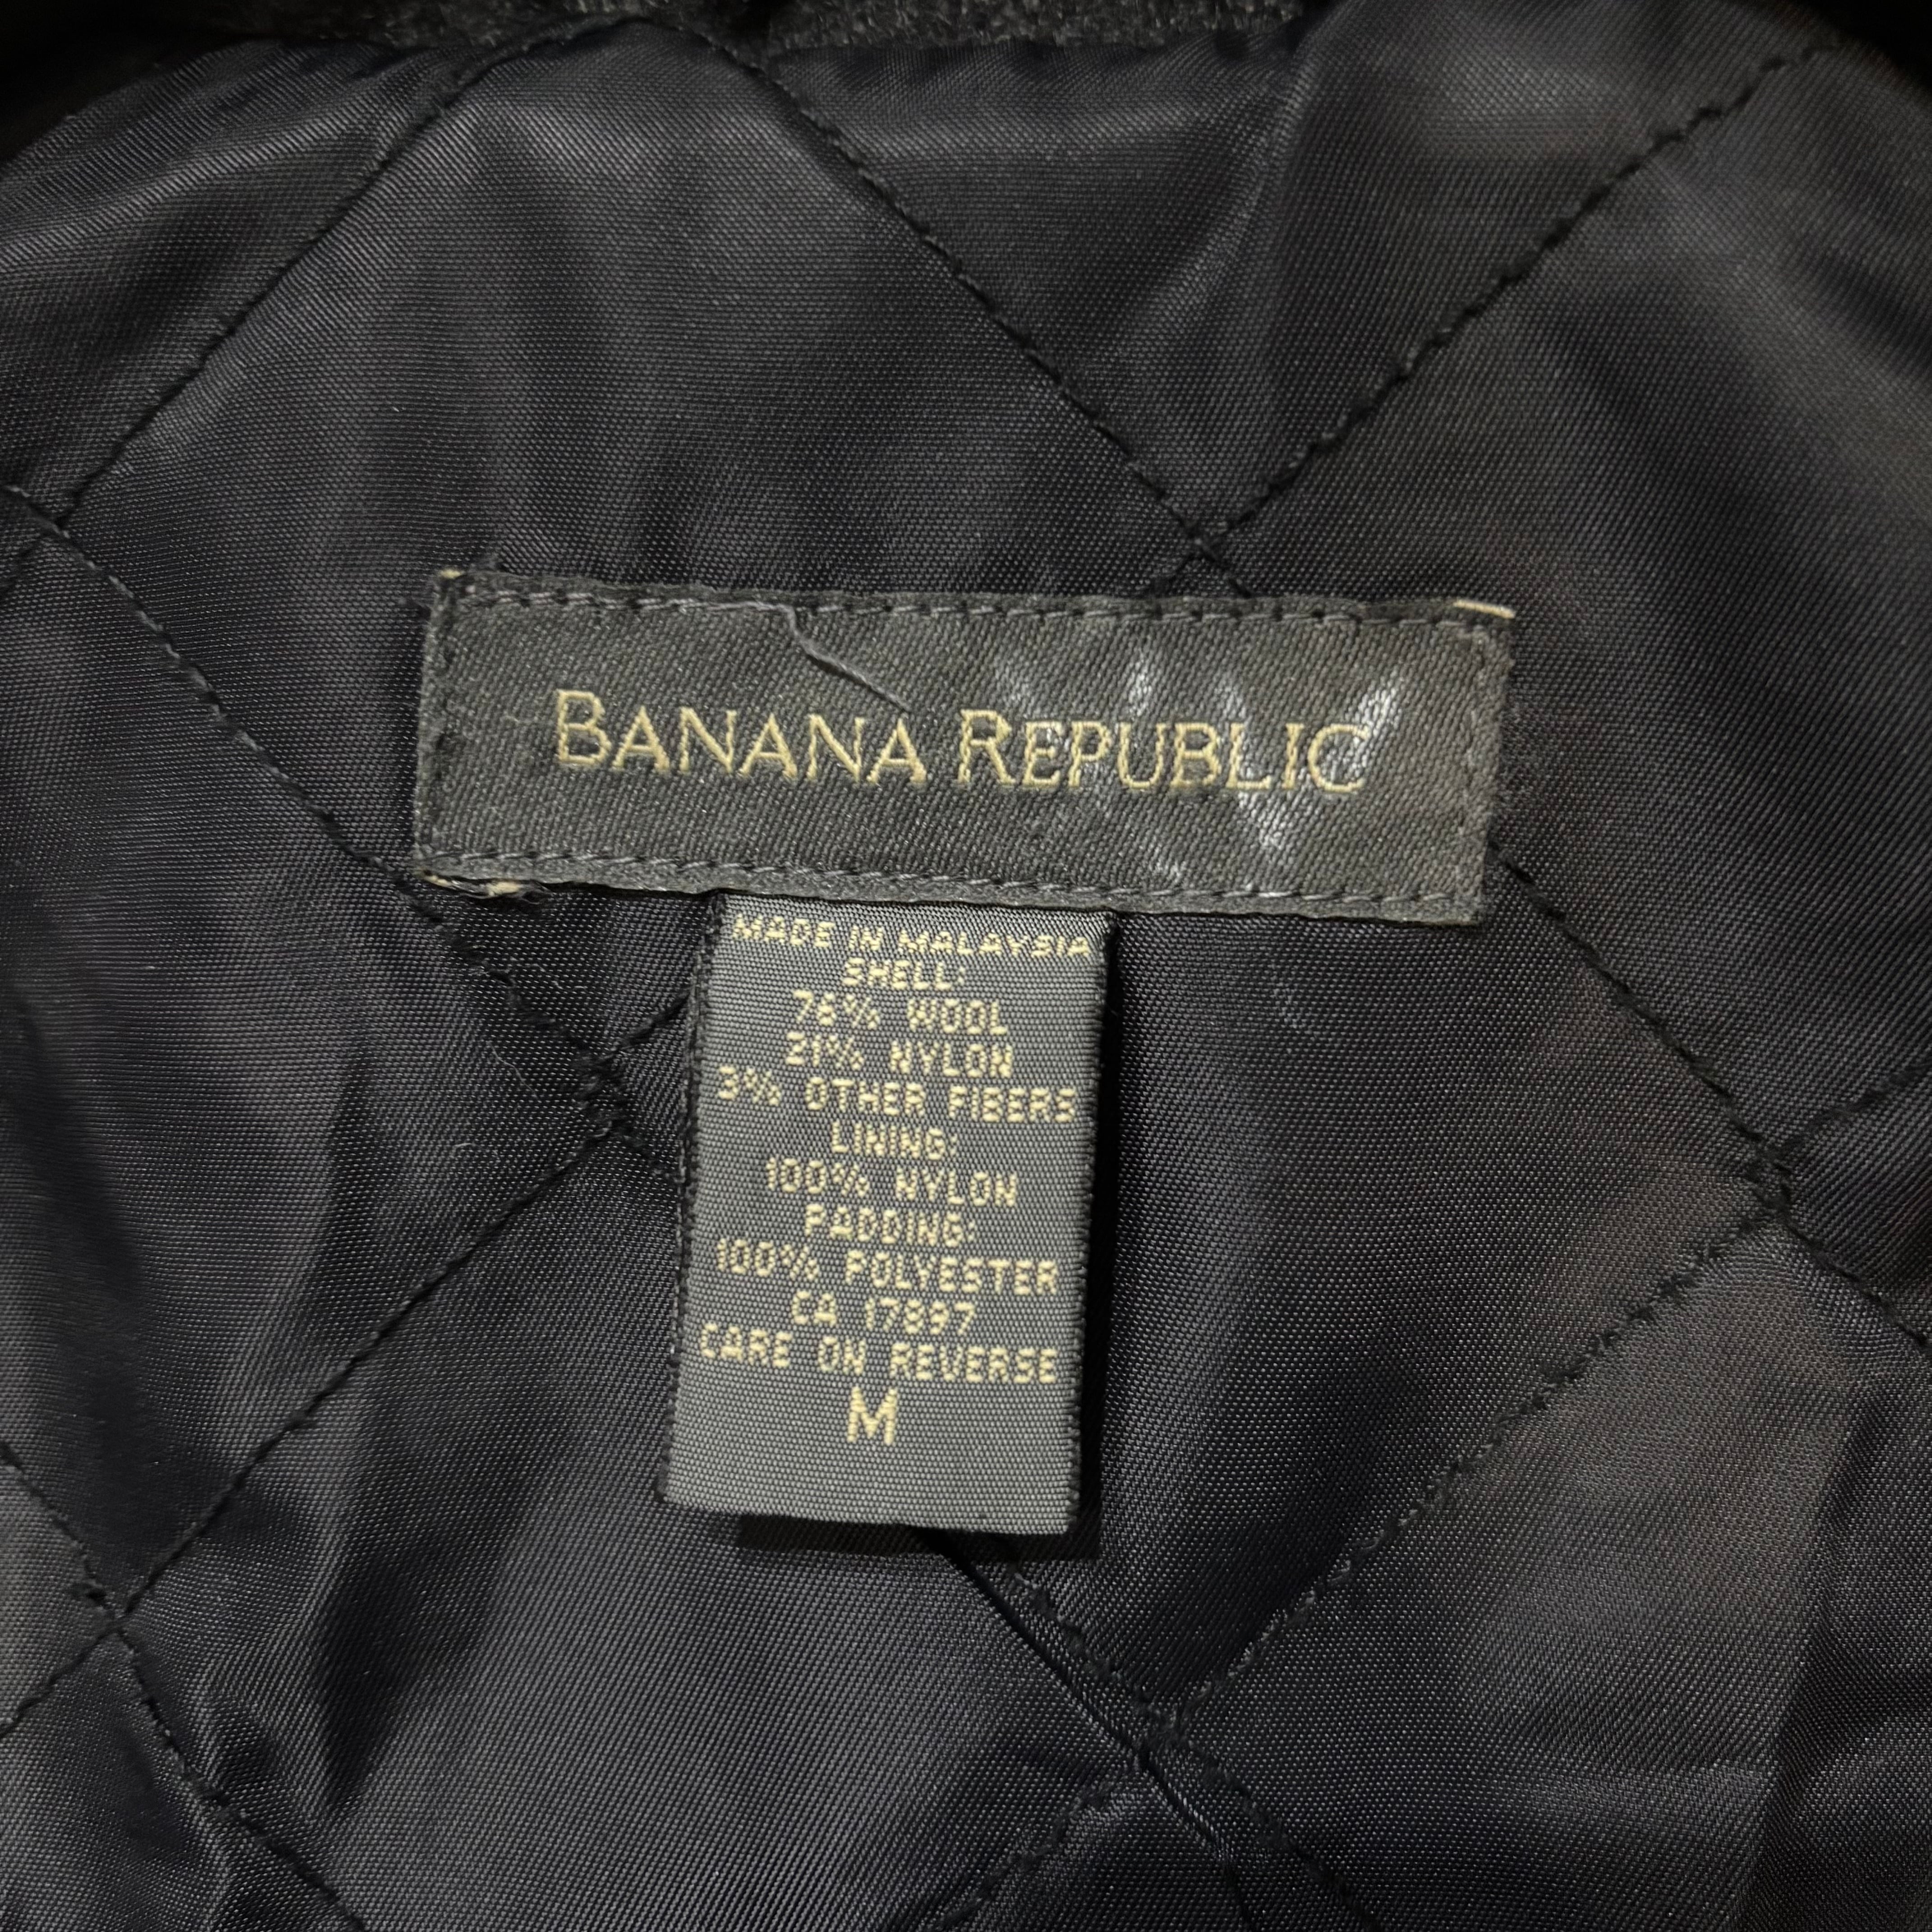 BANANA REPUBLIC
MADE IN MALAYSIA
SHELL:
76% WOOL
21% NYLON
3% OTHER FIBERS
LINING:
100% NYLON
PADDING:
100% POLYESTER
CA 17897
CARE ON REVERSE
M